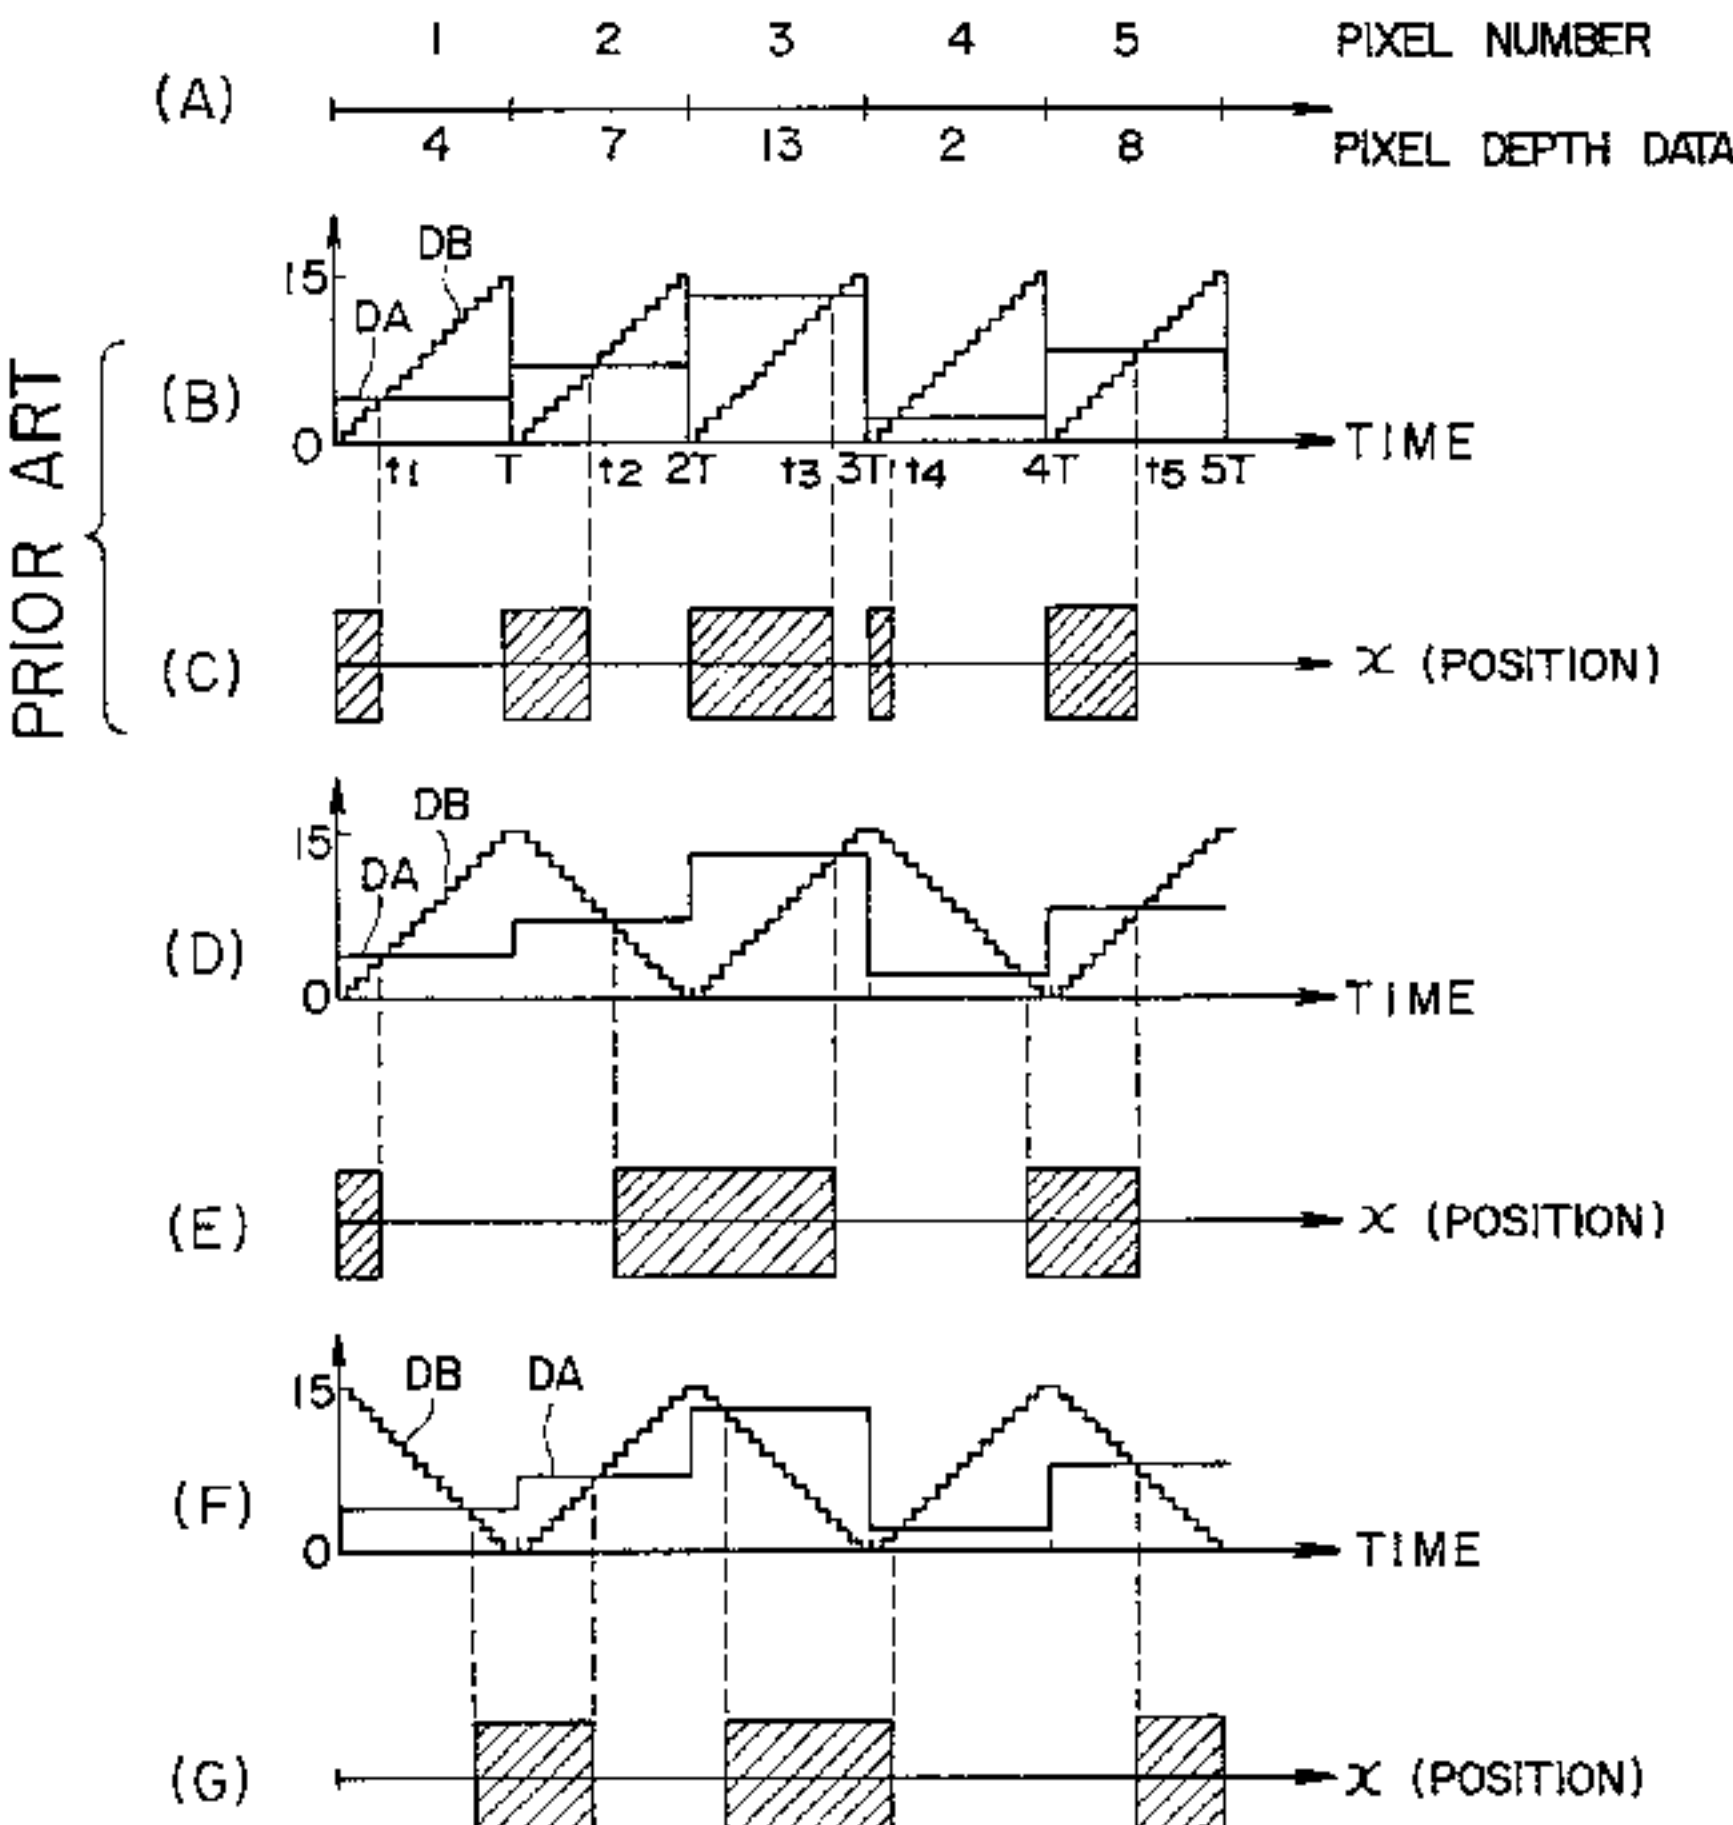 1 2 3 4 5 PIXEL NUMBER
(A)
4 7 13 2 8 PIXEL DEPTH DATA
PRIOR ART
(B)
15
DB
DA
0
t1 T t2 2T t3 3T t4 4T t5 5T
TIME
(C)
x (POSITION)
(D)
15
DB
DA
0
TIME
(E)
x (POSITION)
(F)
15
DB
DA
0
TIME
(G)
x (POSITION)